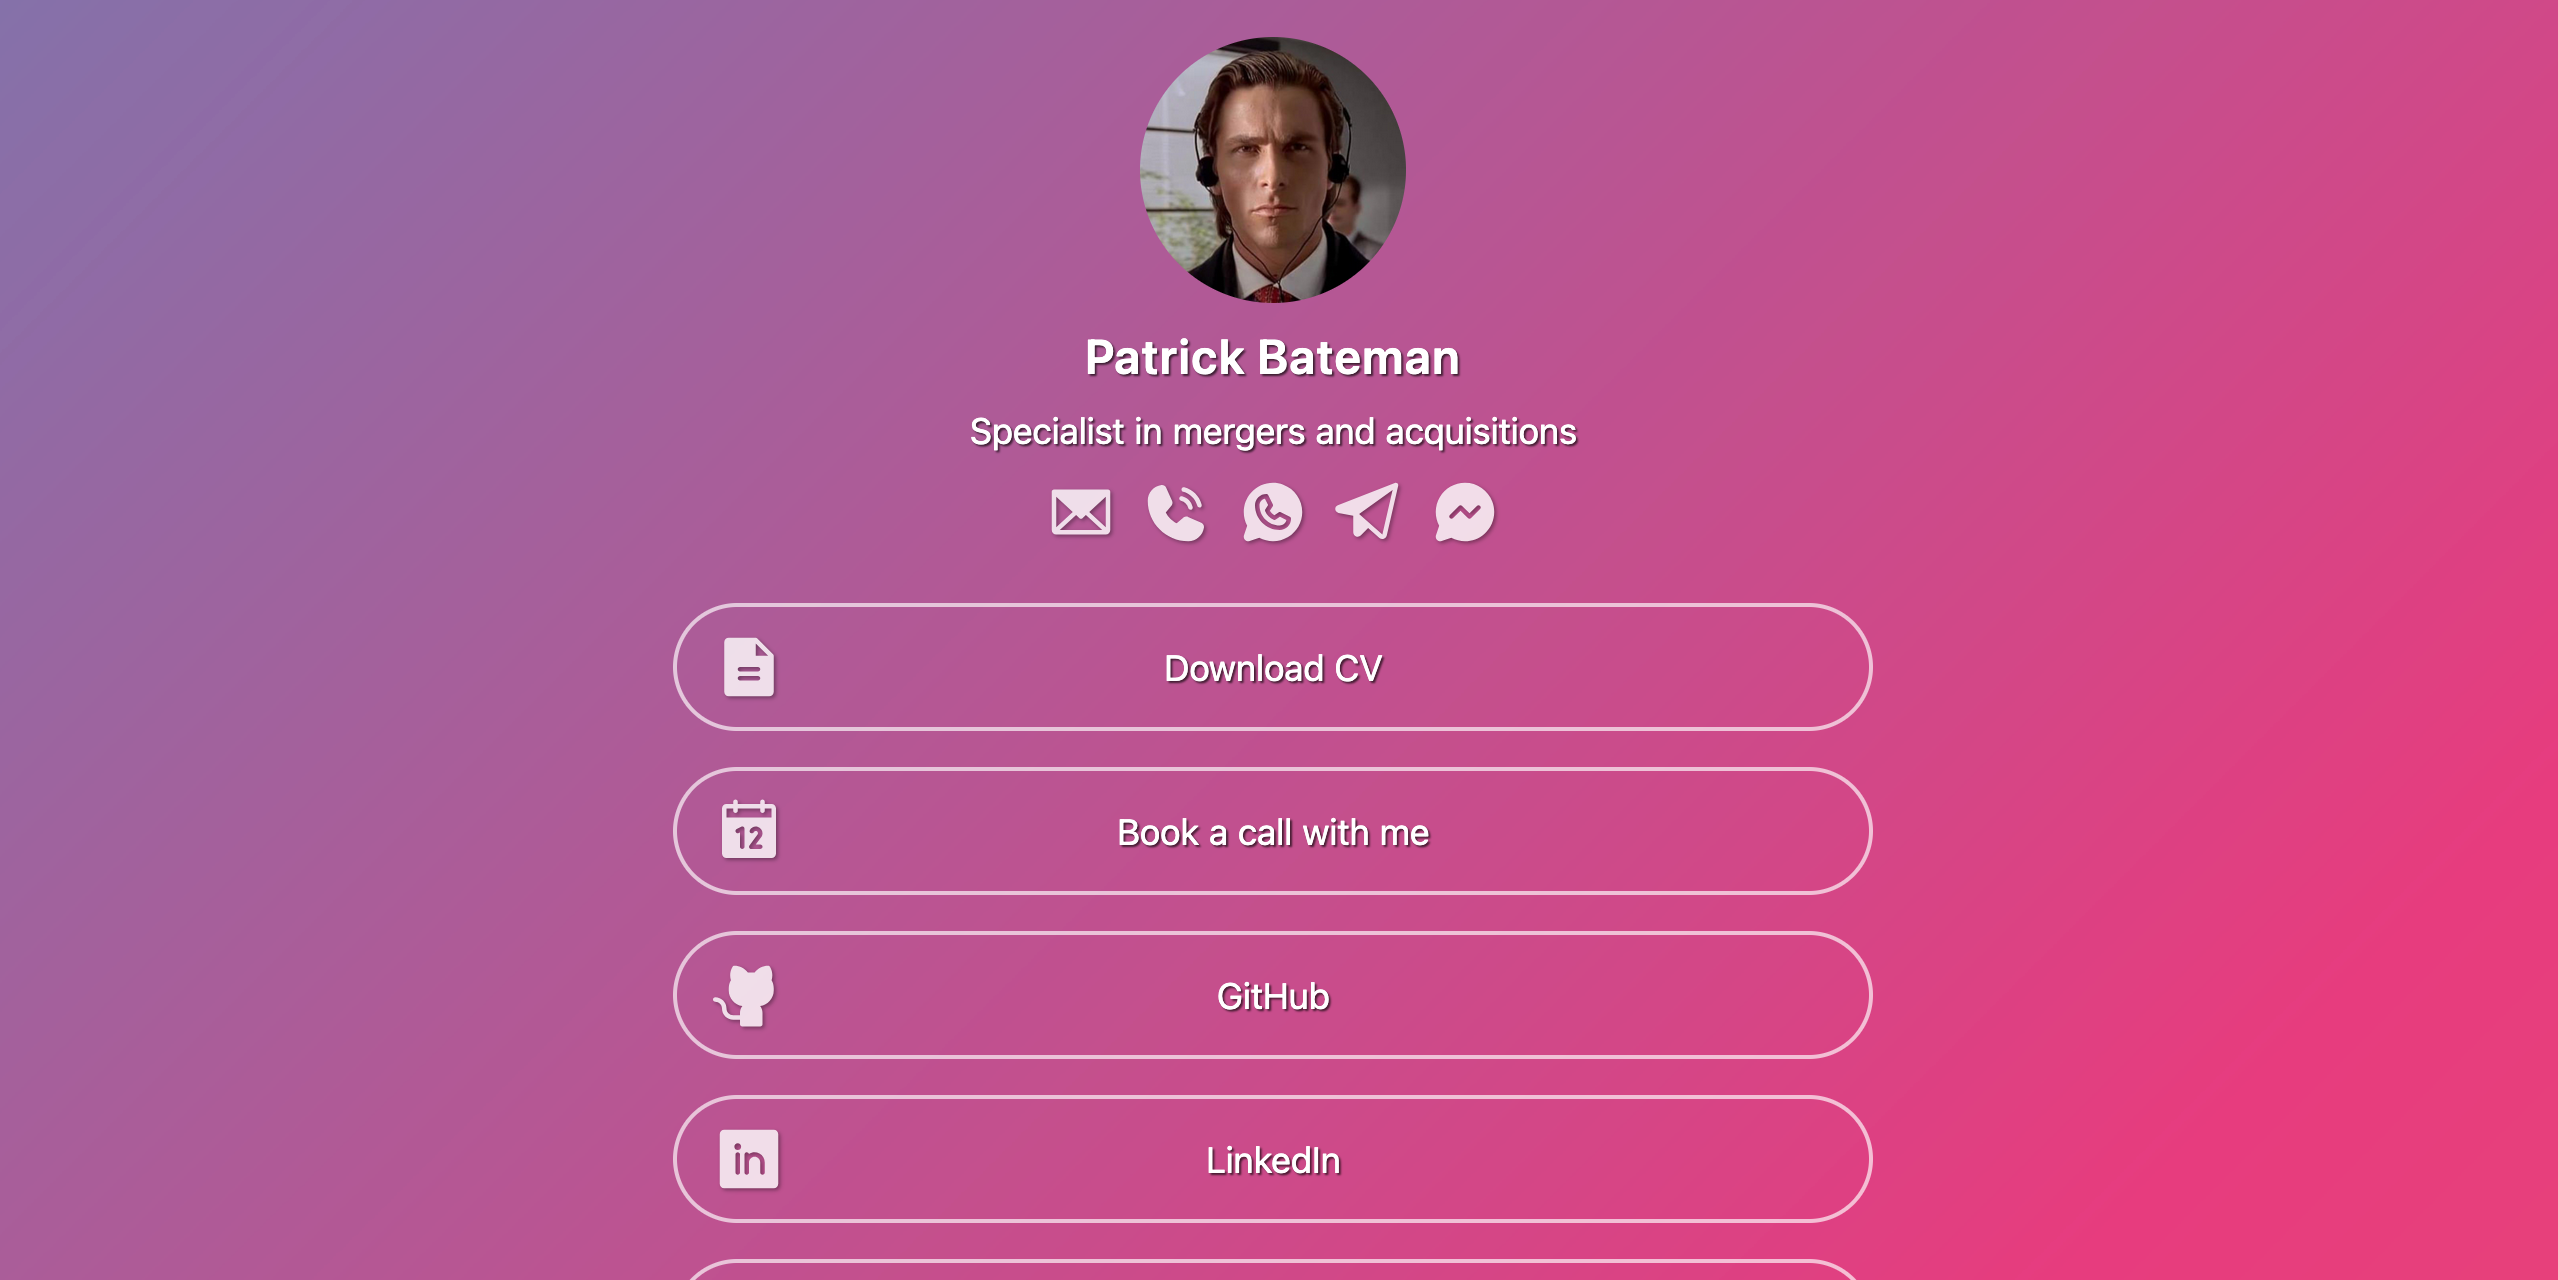 Patrick Bateman
Specialist in mergers and acquisitions
Download CV
12
Book a call with me
GitHub
in
LinkedIn